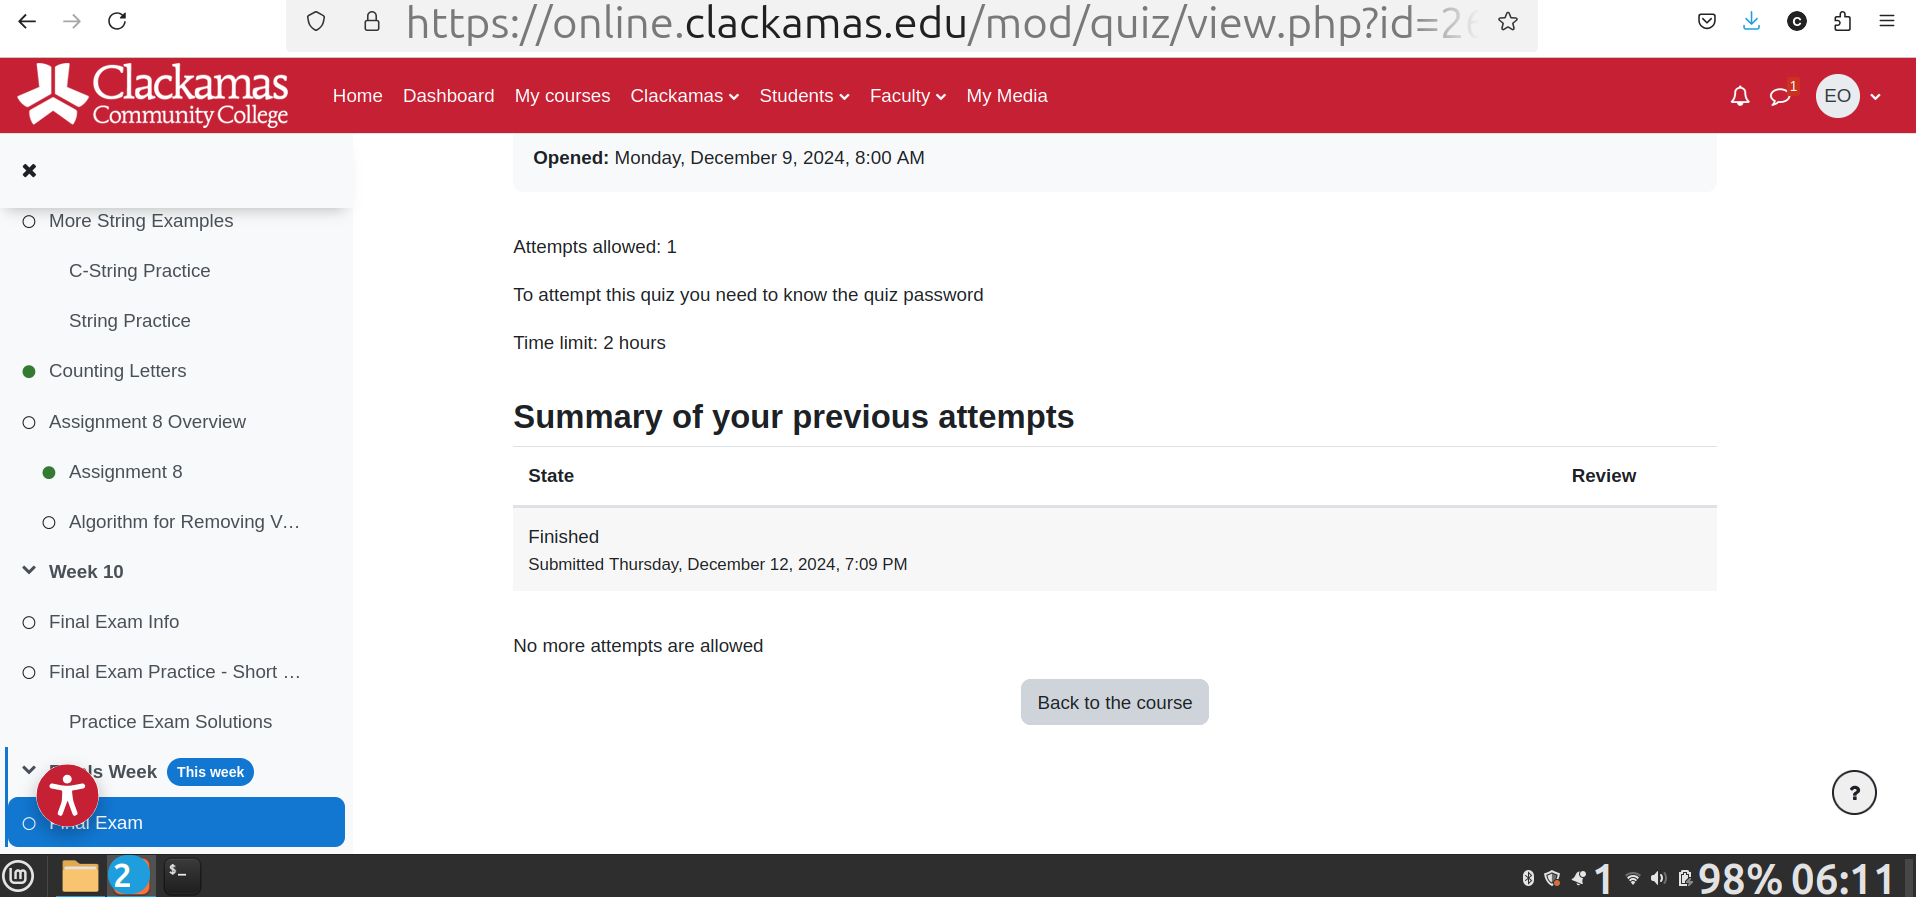 https://online.clackamas.edu/mod/quiz/view.php?id=26
C
Clackamas
Community College
Home
Dashboard
My courses
Clackamas
Students
Faculty
My Media
1
EO
Opened: Monday, December 9, 2024, 8:00 AM
More String Examples
C-String Practice
String Practice
Counting Letters
Assignment 8 Overview
Assignment 8
Algorithm for Removing V...
Week 10
Final Exam Info
Final Exam Practice - Short ...
Practice Exam Solutions
ls Week
This week
Exam
Attempts allowed: 1
To attempt this quiz you need to know the quiz password
Time limit: 2 hours
Summary of your previous attempts
State
Review
Finished
Submitted Thursday, December 12, 2024, 7:09 PM
No more attempts are allowed
Back to the course
?
2
$_
1
98%
06:11